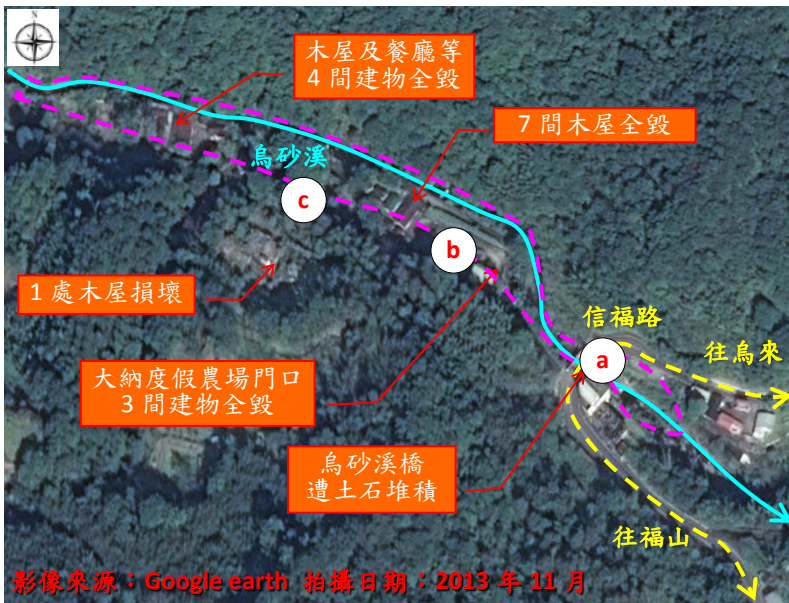 木屋及餐廳等
4 間建物全毀
7 間木屋全毀
烏砂溪
c
b
1 處木屋損壞
信福路
往烏來
a
大納度假農場門口
3 間建物全毀
烏砂溪橋
遭土石堆積
往福山
影像來源：Google earth 拍攝日期：2013 年 11 月